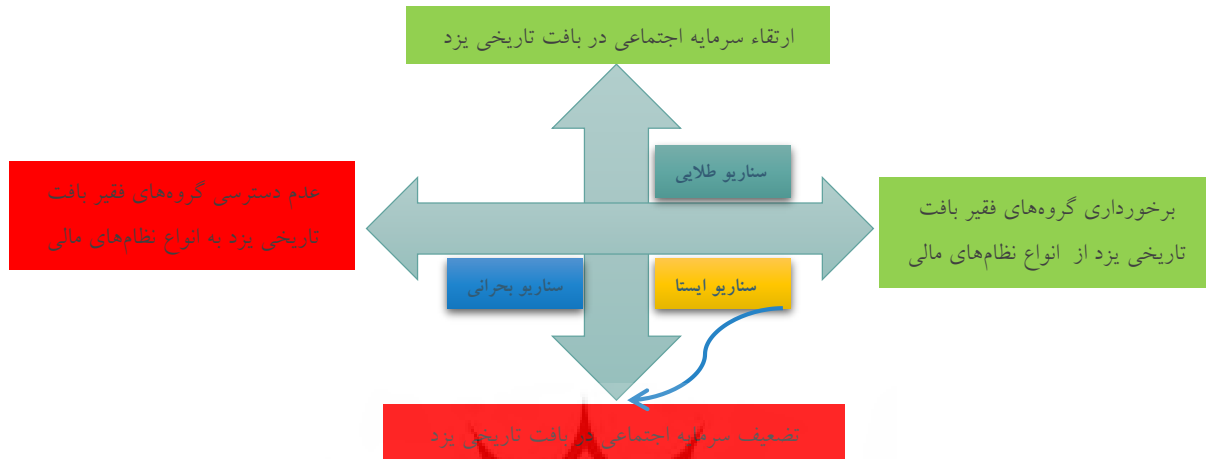 ارتقاء سرمایه اجتماعی در بافت تاریخی یزد
سناریو طلایی
برخورداری گروه‌های فقیر بافت
تاریخی یزد از انواع نظام‌های مالی
عدم دسترسی گروه‌های فقیر بافت
تاریخی یزد به انواع نظام‌های مالی
سناریو ایستا
سناریو بحرانی
تضعیف سرمایه اجتماعی در بافت تاریخی یزد